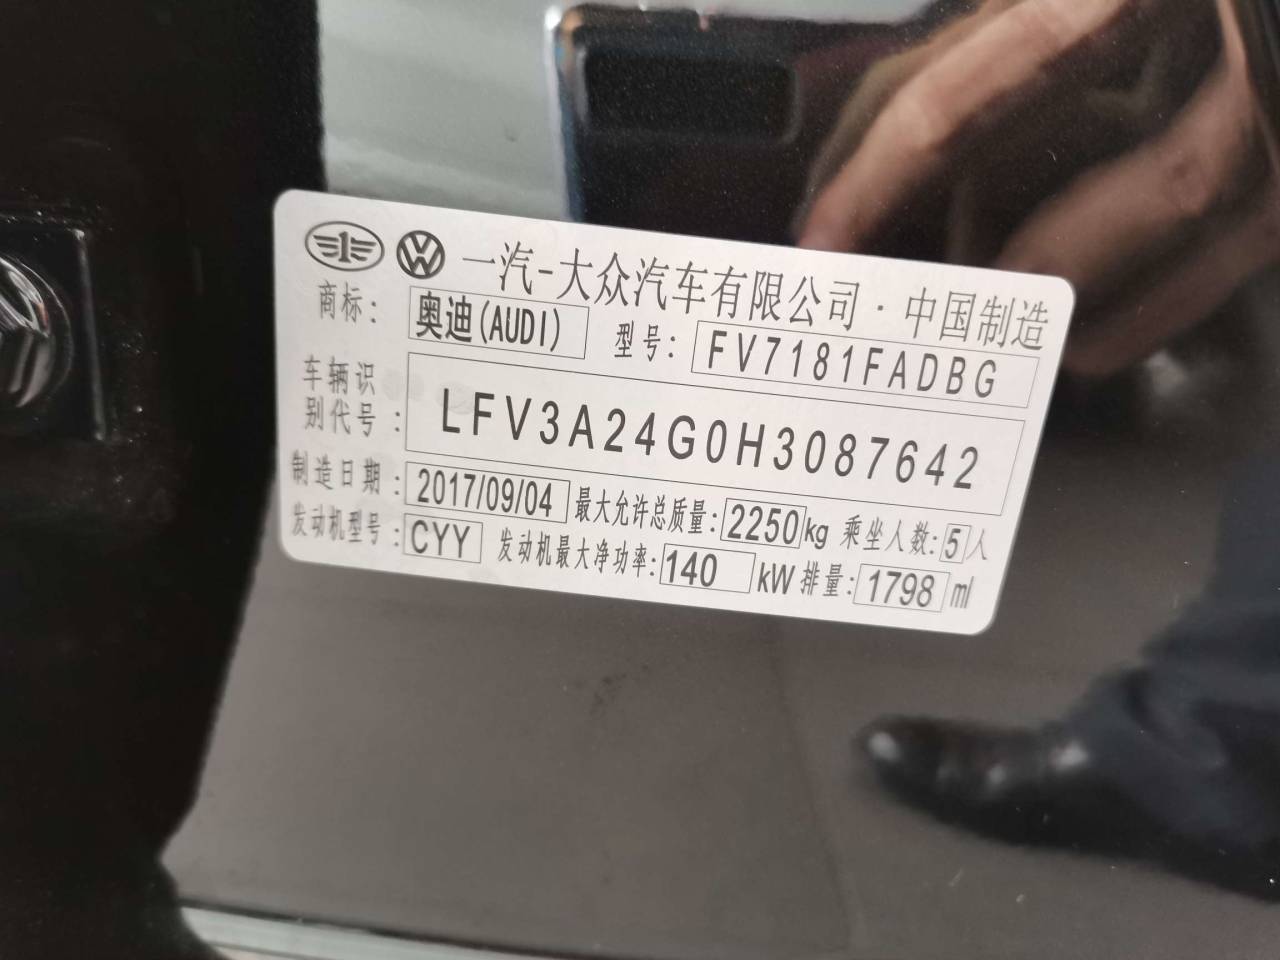 一汽-大众汽车有限公司·中国制造
商标: 奥迪(AUDI) 型号: FV7181FADBG
车辆识别代号: LFV3A24G0H3087642
制造日期: 2017/09/04 最大允许总质量: 2250kg 乘坐人数: 5人
发动机型号: CYY 发动机最大净功率: 140 kW 排量: 1798 ml